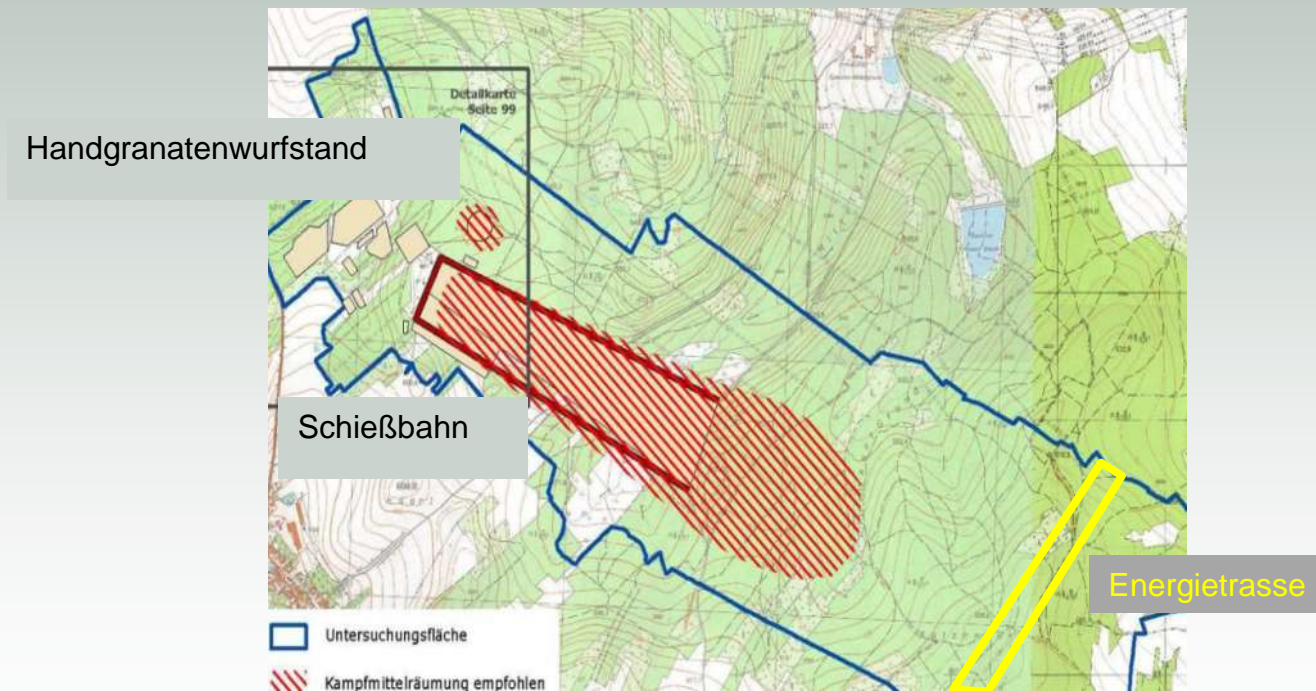 Detailkarte
Seite 99
Handgranatenwurfstand
Schießbahn
Energietrasse
Untersuchungsfläche
Kampfmittelräumung empfohlen